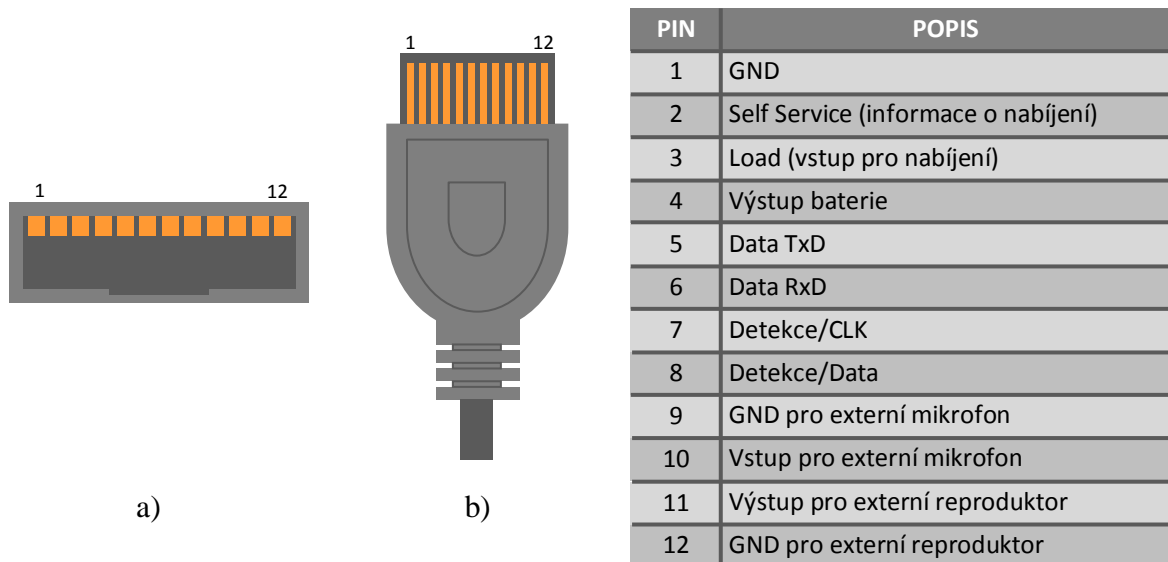 1 12
a)
1 12
b)
PIN POPIS
1 GND
2 Self Service (informace o nabíjení)
3 Load (vstup pro nabíjení)
4 Výstup baterie
5 Data TxD
6 Data RxD
7 Detekce/CLK
8 Detekce/Data
9 GND pro externí mikrofon
10 Vstup pro externí mikrofon
11 Výstup pro externí reproduktor
12 GND pro externí reproduktor